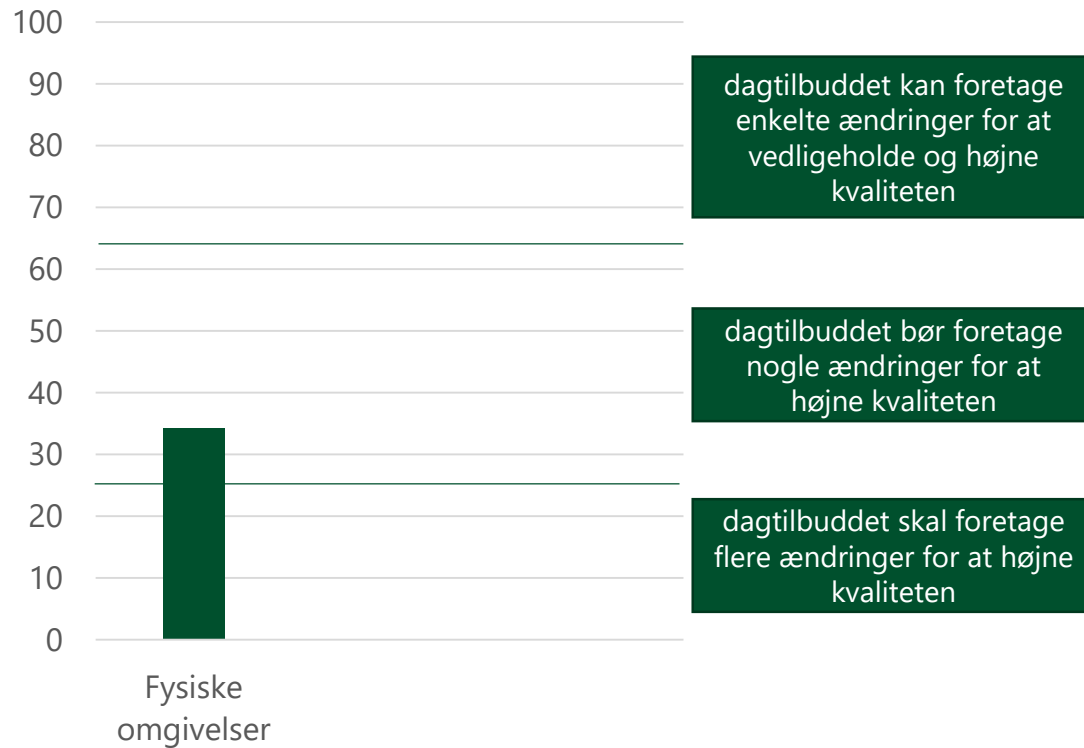 100
90
80
70
60
50
40
30
20
10
0
Fysiske
omgivelser
dagtilbuddet kan foretage
enkelte ændringer for at
vedligeholde og højne
kvaliteten
dagtilbuddet bør foretage
nogle ændringer for at
højne kvaliteten
dagtilbuddet skal foretage
flere ændringer for at højne
kvaliteten